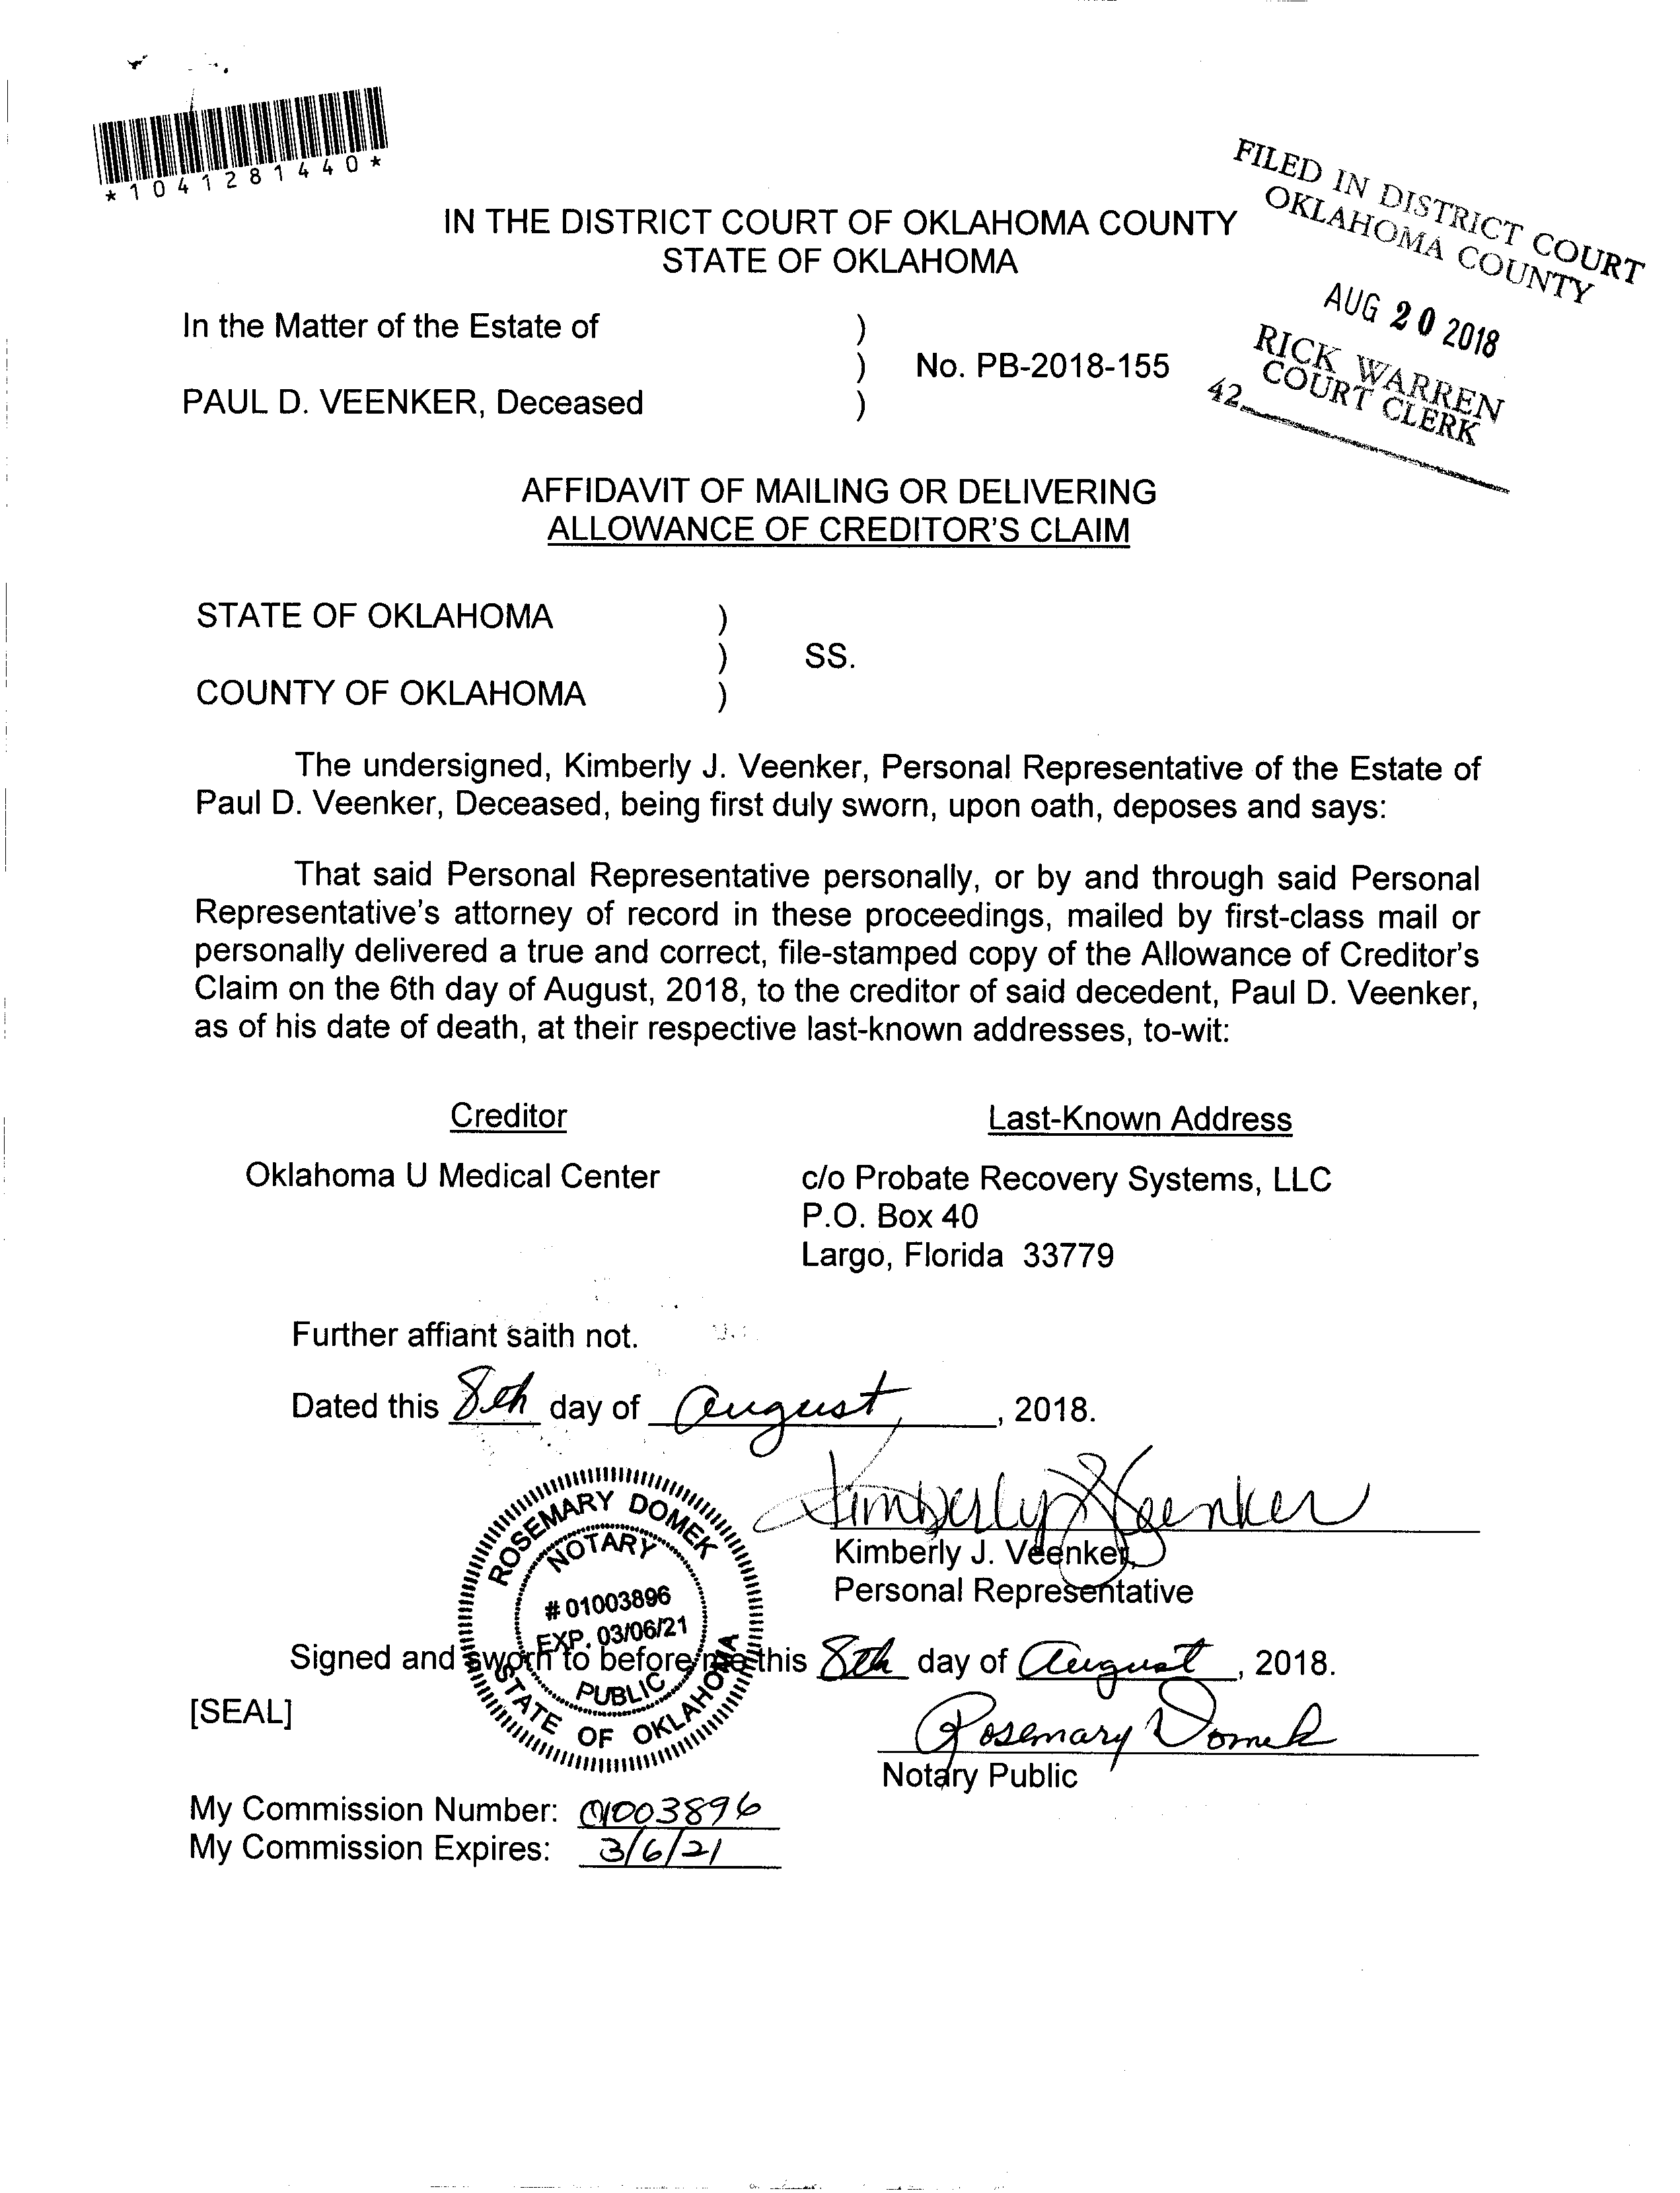 *1041281440*
FILED IN DISTRICT COURT
OKLAHOMA COUNTY
AUG 20 2018
RICK WARREN
COURT CLERK
42
IN THE DISTRICT COURT OF OKLAHOMA COUNTY
STATE OF OKLAHOMA
In the Matter of the Estate of )
) No. PB-2018-155
PAUL D. VEENKER, Deceased )
AFFIDAVIT OF MAILING OR DELIVERING
ALLOWANCE OF CREDITOR'S CLAIM
STATE OF OKLAHOMA )
) SS.
COUNTY OF OKLAHOMA )
The undersigned, Kimberly J. Veenker, Personal Representative of the Estate of
Paul D. Veenker, Deceased, being first duly sworn, upon oath, deposes and says:
That said Personal Representative personally, or by and through said Personal
Representative's attorney of record in these proceedings, mailed by first-class mail or
personally delivered a true and correct, file-stamped copy of the Allowance of Creditor's
Claim on the 6th day of August, 2018, to the creditor of said decedent, Paul D. Veenker,
as of his date of death, at their respective last-known addresses, to-wit:
Creditor Last-Known Address
Oklahoma U Medical Center c/o Probate Recovery Systems, LLC
P.O. Box 40
Largo, Florida 33779
Further affiant saith not.
Dated this 8th day of August, , 2018.
Kimberly J Veenker
Kimberly J. Veenker,
Personal Representative
ROSEMARY DOMEK
NOTARY
# 01003896
EXP. 03/06/21
PUBLIC
STATE OF OKLAHOMA
Signed and sworn to before me this 8th day of August, 2018.
[SEAL]
Rosemary Domek
Notary Public
My Commission Number: 01003896
My Commission Expires: 3/6/21